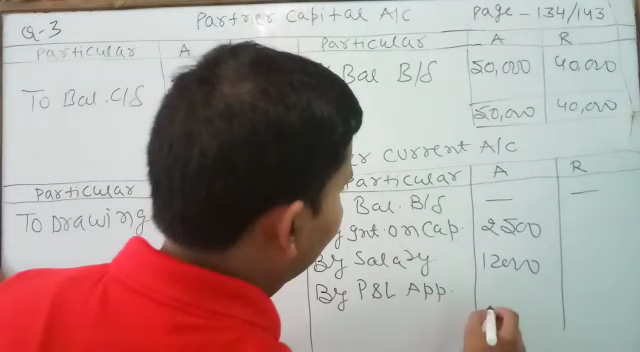 Q-3 Partner Capital A/C Page - 134/143
Particular A Particular A R
Bal. B/S 50,000 40,000
To Bal. C/S
50,000 40,000
er Current A/C
Particular Particular A R
Bal. B/S — —
To Drawing y Int. on Cap. 2500
By Salary 12000
By P&L App.